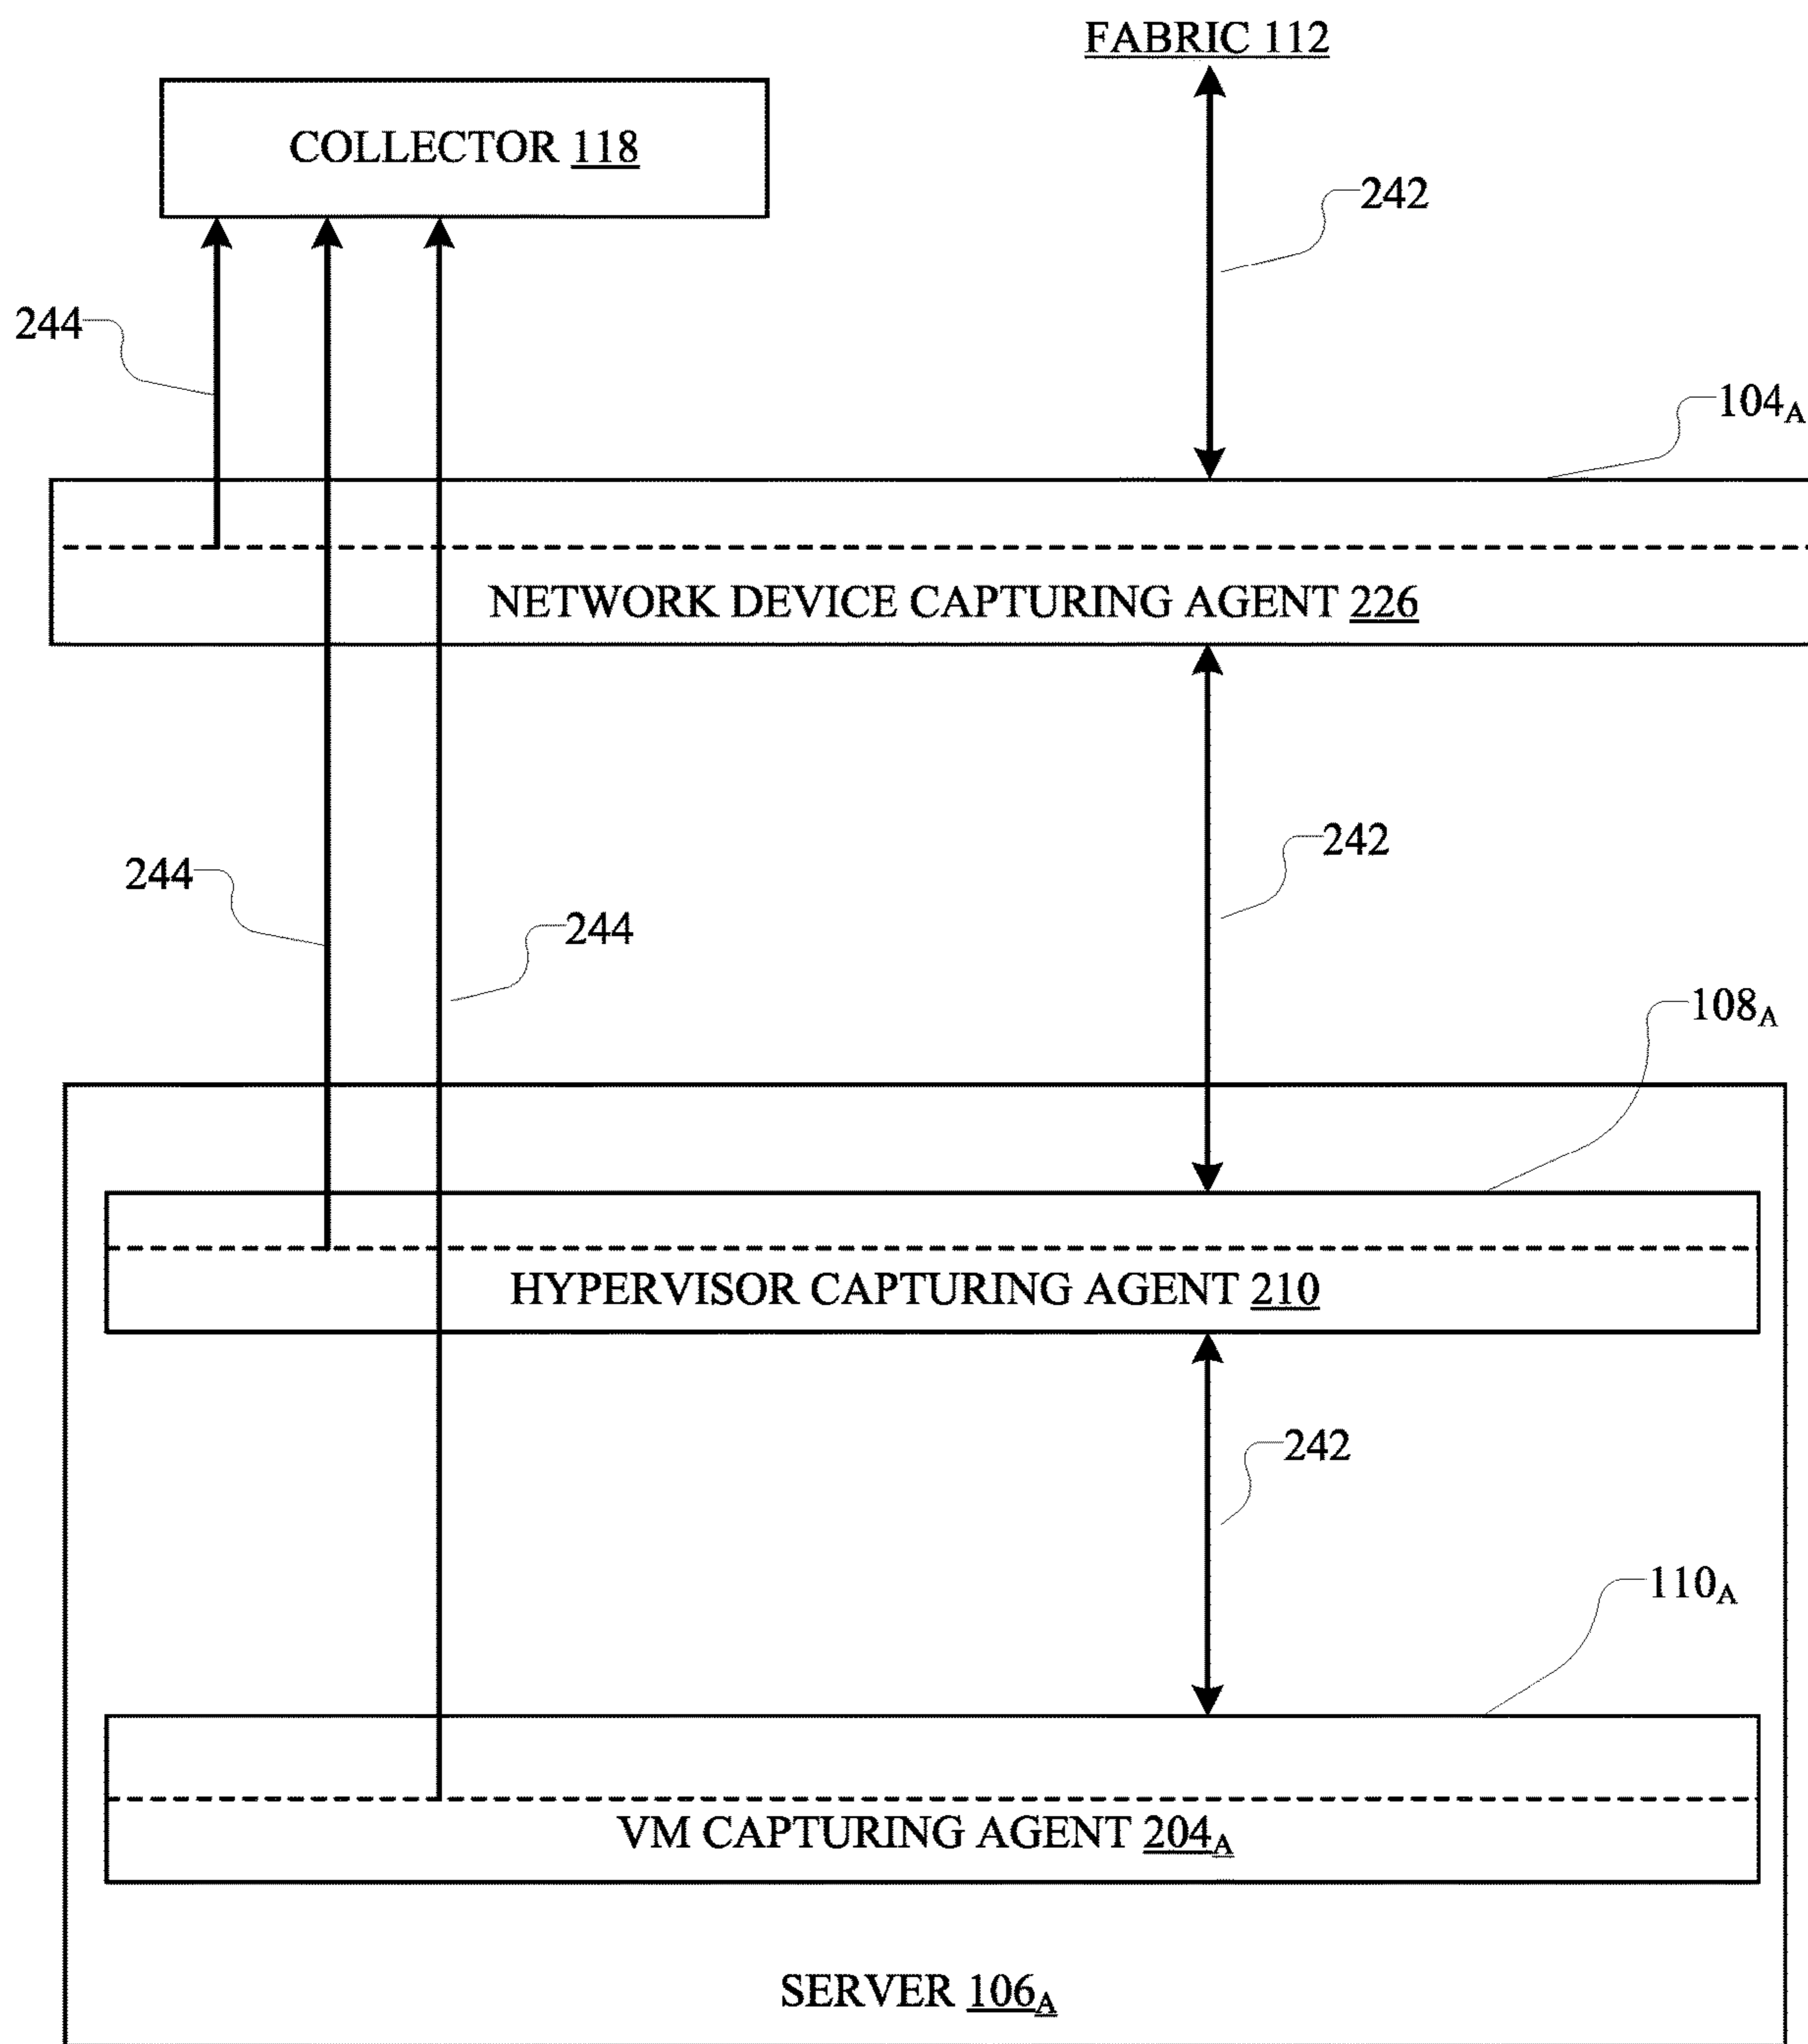 FABRIC 112
COLLECTOR 118
242
244
104A
NETWORK DEVICE CAPTURING AGENT 226
242
244
244
108A
HYPERVISOR CAPTURING AGENT 210
242
110A
VM CAPTURING AGENT 204A
SERVER 106A